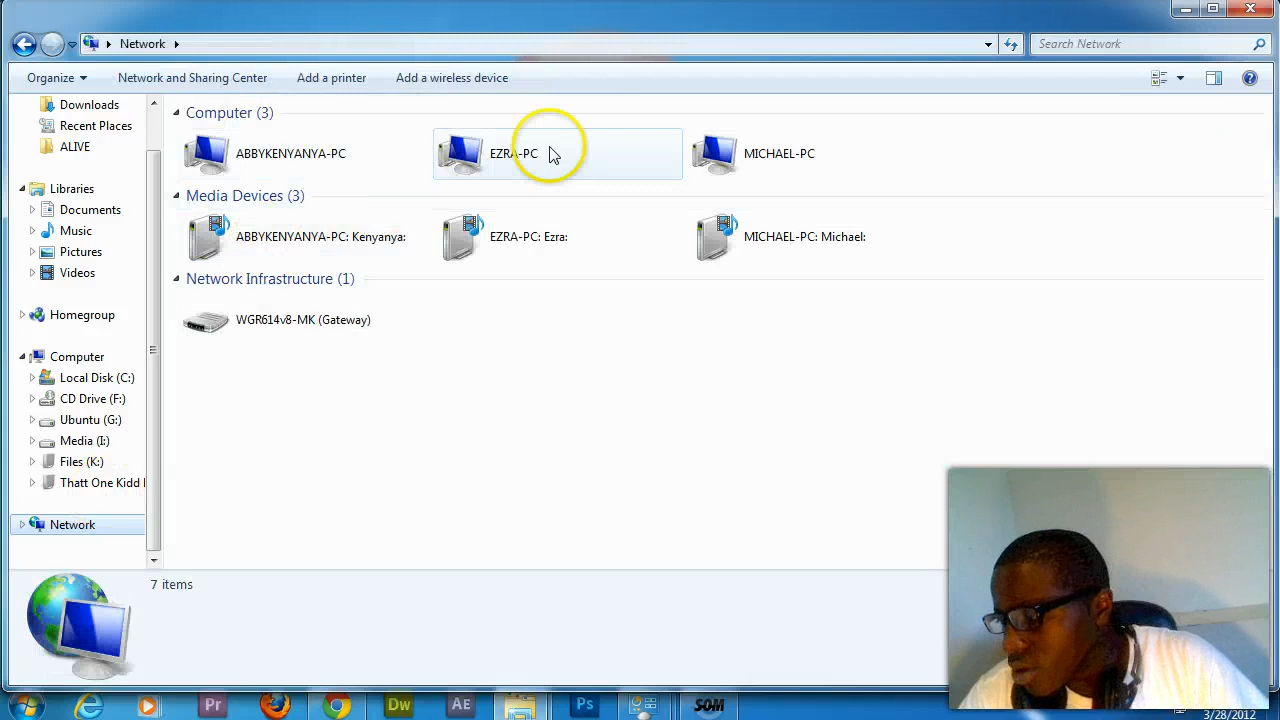 Network
Search Network
Organize
Network and Sharing Center
Add a printer
Add a wireless device
Downloads
Recent Places
ALIVE
Libraries
Documents
Music
Pictures
Videos
Homegroup
Computer
Local Disk (C:)
CD Drive (F:)
Ubuntu (G:)
Media (I:)
Files (K:)
Thatt One Kidd
Network
Computer (3)
ABBYKENYANYA-PC
EZRA-PC
MICHAEL-PC
Media Devices (3)
ABBYKENYANYA-PC: Kenyanya:
EZRA-PC: Ezra:
MICHAEL-PC: Michael:
Network Infrastructure (1)
WGR614v8-MK (Gateway)
7 items
Pr
Dw
AE
Ps
SOM
3/28/2012